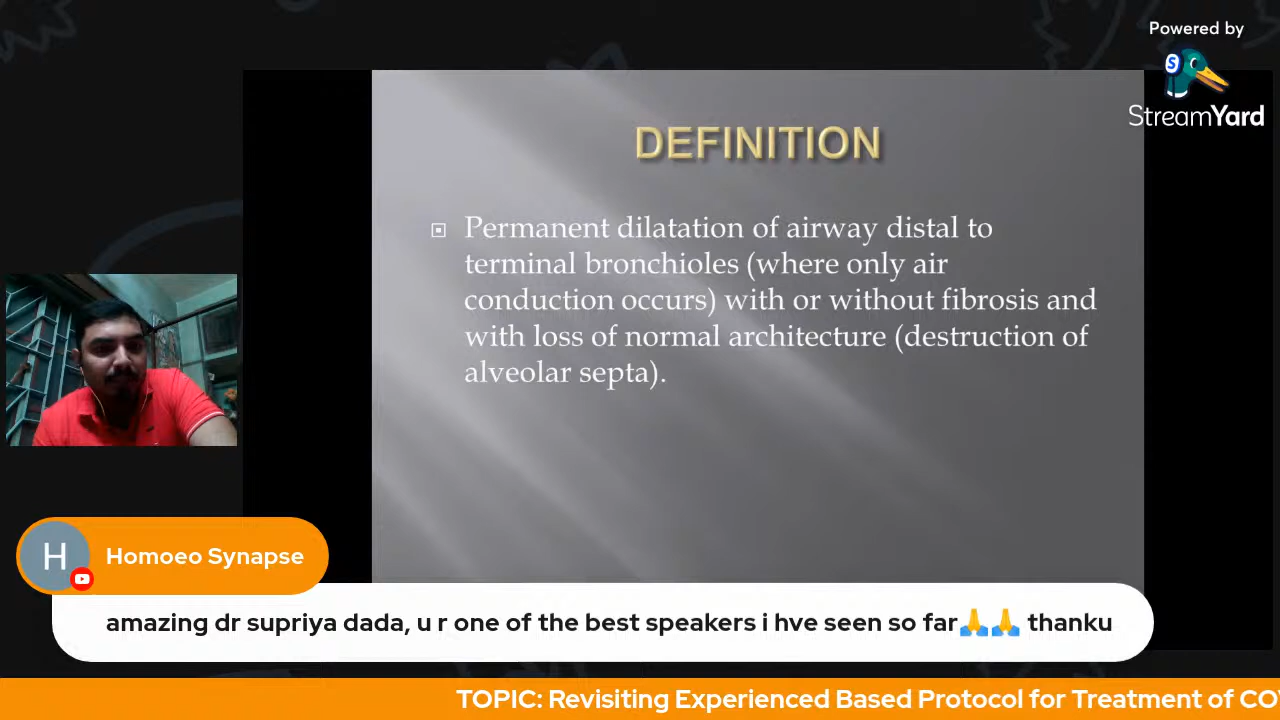 Powered by
S
StreamYard
DEFINITION
Permanent dilatation of airway distal to
terminal bronchioles (where only air
conduction occurs) with or without fibrosis and
with loss of normal architecture (destruction of
alveolar septa).
H
Homoeo Synapse
amazing dr supriya dada, u r one of the best speakers i hve seen so far🙏🙏 thanku
TOPIC: Revisiting Experienced Based Protocol for Treatment of CO